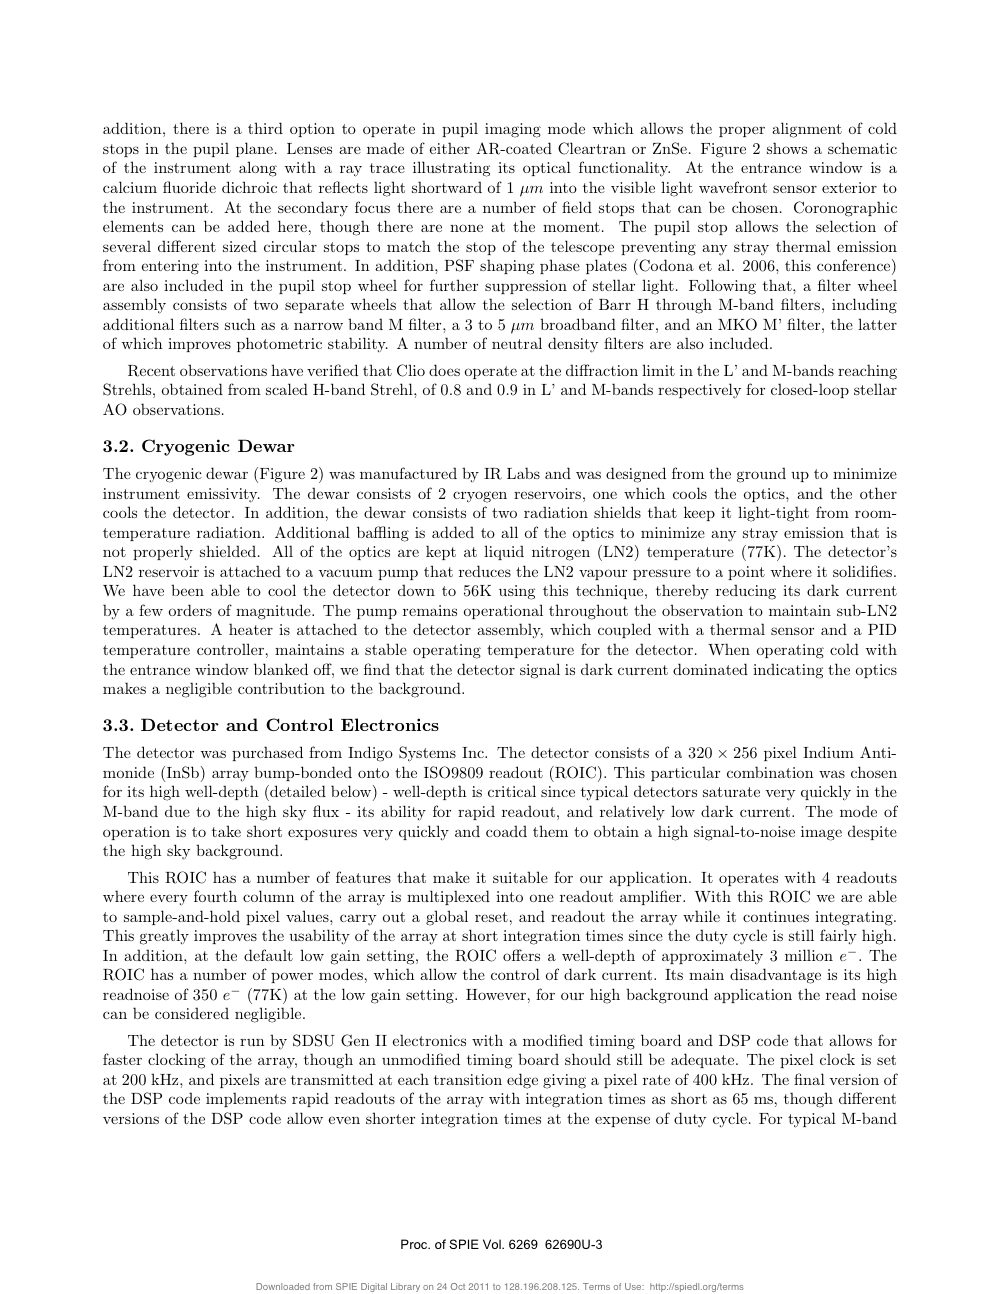 addition, there is a third option to operate in pupil imaging mode which allows the proper alignment of cold
stops in the pupil plane. Lenses are made of either AR-coated Cleartran or ZnSe. Figure 2 shows a schematic
of the instrument along with a ray trace illustrating its optical functionality. At the entrance window is a
calcium fluoride dichroic that reflects light shortward of 1 μm into the visible light wavefront sensor exterior to
the instrument. At the secondary focus there are a number of field stops that can be chosen. Coronographic
elements can be added here, though there are none at the moment. The pupil stop allows the selection of
several different sized circular stops to match the stop of the telescope preventing any stray thermal emission
from entering into the instrument. In addition, PSF shaping phase plates (Codona et al. 2006, this conference)
are also included in the pupil stop wheel for further suppression of stellar light. Following that, a filter wheel
assembly consists of two separate wheels that allow the selection of Barr H through M-band filters, including
additional filters such as a narrow band M filter, a 3 to 5 μm broadband filter, and an MKO M' filter, the latter
of which improves photometric stability. A number of neutral density filters are also included.
Recent observations have verified that Clio does operate at the diffraction limit in the L' and M-bands reaching
Strehls, obtained from scaled H-band Strehl, of 0.8 and 0.9 in L' and M-bands respectively for closed-loop stellar
AO observations.
3.2. Cryogenic Dewar
The cryogenic dewar (Figure 2) was manufactured by IR Labs and was designed from the ground up to minimize
instrument emissivity. The dewar consists of 2 cryogen reservoirs, one which cools the optics, and the other
cools the detector. In addition, the dewar consists of two radiation shields that keep it light-tight from room-
temperature radiation. Additional baffling is added to all of the optics to minimize any stray emission that is
not properly shielded. All of the optics are kept at liquid nitrogen (LN2) temperature (77K). The detector's
LN2 reservoir is attached to a vacuum pump that reduces the LN2 vapour pressure to a point where it solidifies.
We have been able to cool the detector down to 56K using this technique, thereby reducing its dark current
by a few orders of magnitude. The pump remains operational throughout the observation to maintain sub-LN2
temperatures. A heater is attached to the detector assembly, which coupled with a thermal sensor and a PID
temperature controller, maintains a stable operating temperature for the detector. When operating cold with
the entrance window blanked off, we find that the detector signal is dark current dominated indicating the optics
makes a negligible contribution to the background.
3.3. Detector and Control Electronics
The detector was purchased from Indigo Systems Inc. The detector consists of a 320 × 256 pixel Indium Anti-
monide (InSb) array bump-bonded onto the ISO9809 readout (ROIC). This particular combination was chosen
for its high well-depth (detailed below) - well-depth is critical since typical detectors saturate very quickly in the
M-band due to the high sky flux - its ability for rapid readout, and relatively low dark current. The mode of
operation is to take short exposures very quickly and coadd them to obtain a high signal-to-noise image despite
the high sky background.
This ROIC has a number of features that make it suitable for our application. It operates with 4 readouts
where every fourth column of the array is multiplexed into one readout amplifier. With this ROIC we are able
to sample-and-hold pixel values, carry out a global reset, and readout the array while it continues integrating.
This greatly improves the usability of the array at short integration times since the duty cycle is still fairly high.
In addition, at the default low gain setting, the ROIC offers a well-depth of approximately 3 million e⁻. The
ROIC has a number of power modes, which allow the control of dark current. Its main disadvantage is its high
readnoise of 350 e⁻ (77K) at the low gain setting. However, for our high background application the read noise
can be considered negligible.
The detector is run by SDSU Gen II electronics with a modified timing board and DSP code that allows for
faster clocking of the array, though an unmodified timing board should still be adequate. The pixel clock is set
at 200 kHz, and pixels are transmitted at each transition edge giving a pixel rate of 400 kHz. The final version of
the DSP code implements rapid readouts of the array with integration times as short as 65 ms, though different
versions of the DSP code allow even shorter integration times at the expense of duty cycle. For typical M-band
Proc. of SPIE Vol. 6269 62690U-3
Downloaded from SPIE Digital Library on 24 Oct 2011 to 128.196.208.125. Terms of Use: http://spiedl.org/terms